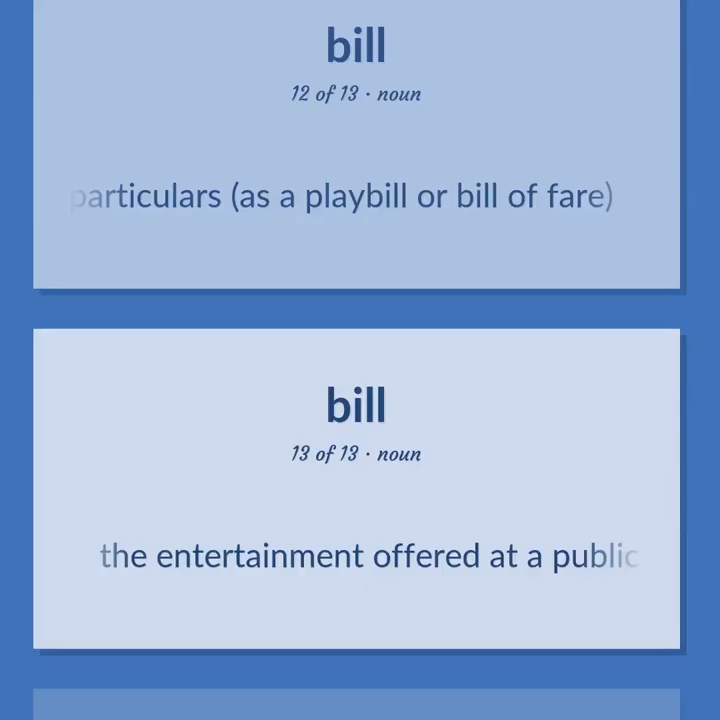 bill
12 of 13 · noun
particulars (as a playbill or bill of fare)
bill
13 of 13 · noun
the entertainment offered at a public